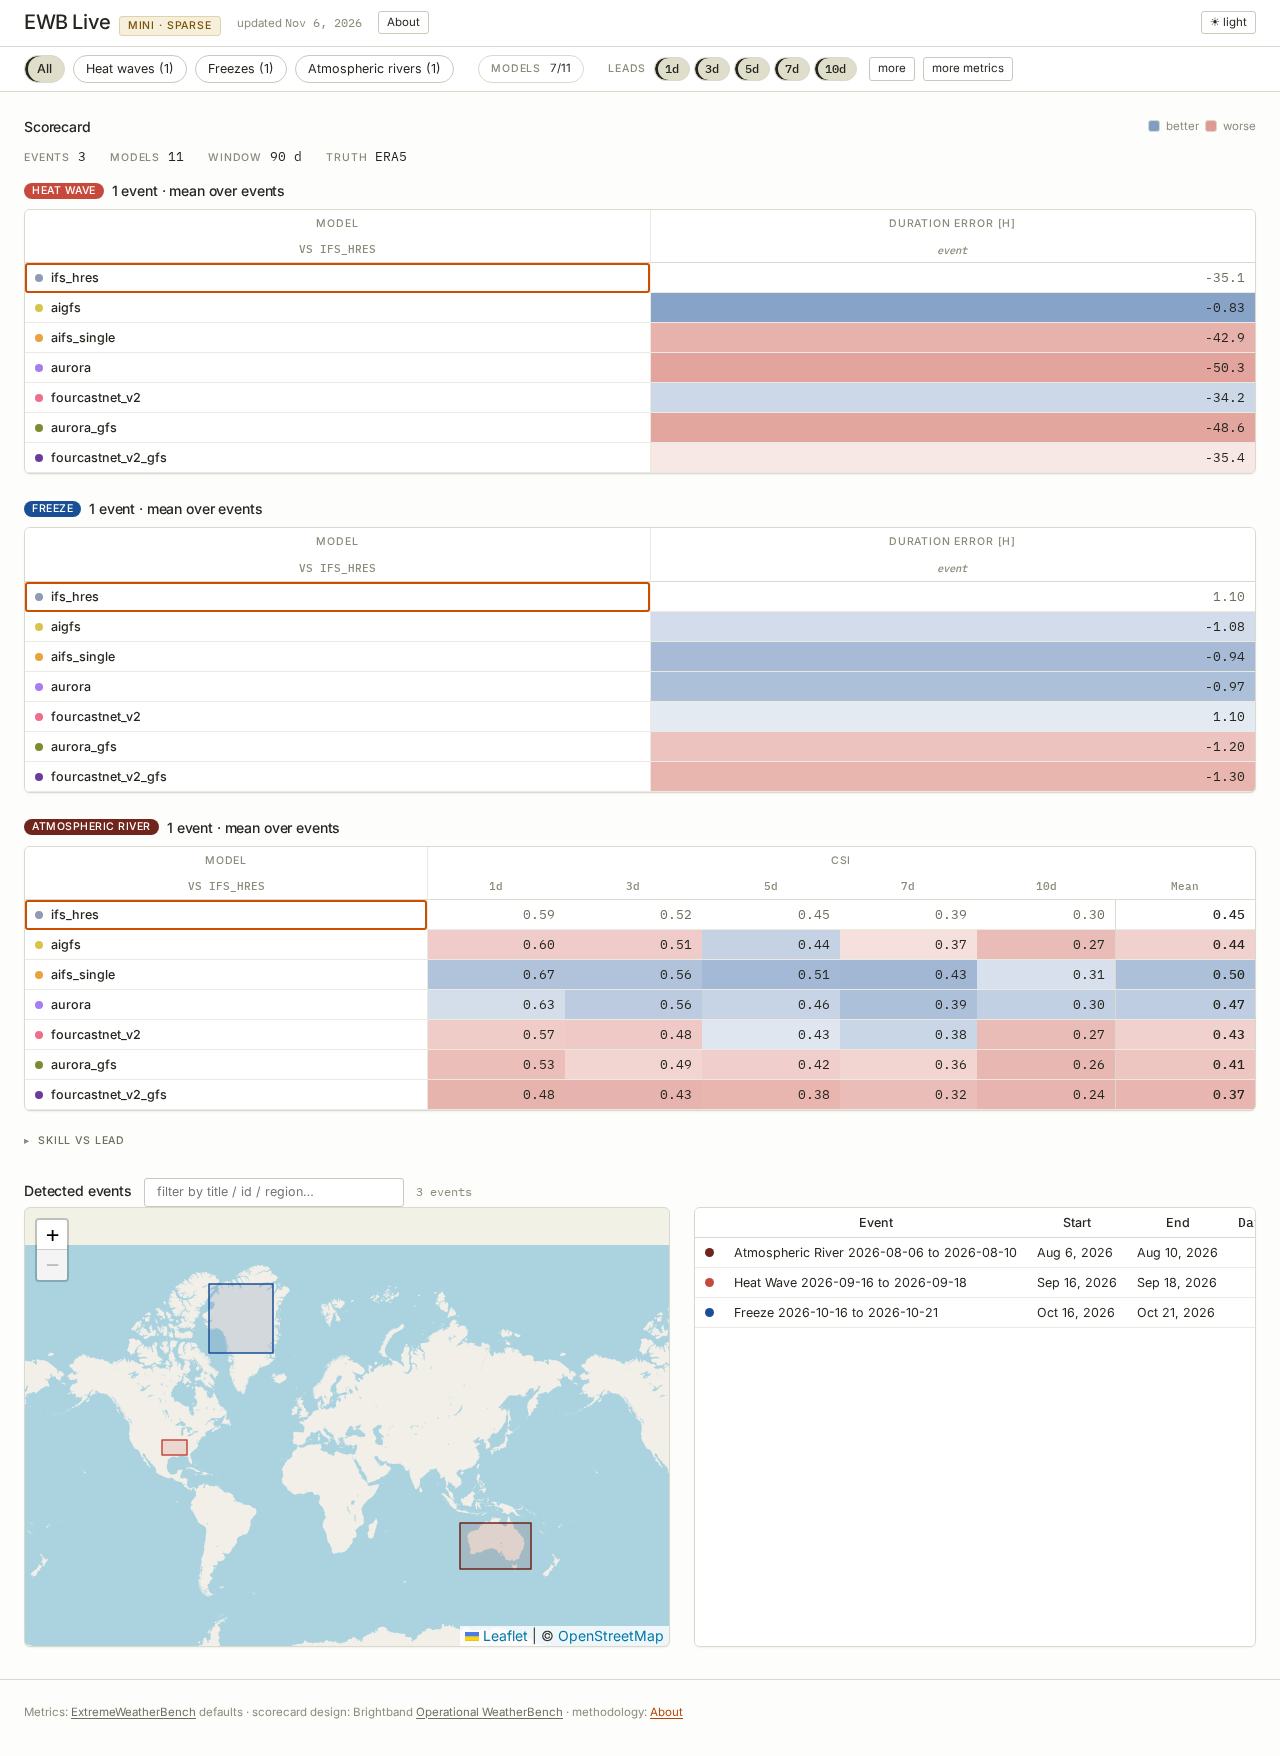 EWB Live MINI · SPARSE updated Nov 6, 2026 About ☀ light
All Heat waves (1) Freezes (1) Atmospheric rivers (1) MODELS 7/11 LEADS 1d 3d 5d 7d 10d more more metrics
Scorecard better worse
EVENTS 3 MODELS 11 WINDOW 90 d TRUTH ERA5
HEAT WAVE 1 event · mean over events
MODEL DURATION ERROR [H]
VS IFS_HRES event
ifs_hres -35.1
aigfs -0.83
aifs_single -42.9
aurora -50.3
fourcastnet_v2 -34.2
aurora_gfs -48.6
fourcastnet_v2_gfs -35.4
FREEZE 1 event · mean over events
MODEL DURATION ERROR [H]
VS IFS_HRES event
ifs_hres 1.10
aigfs -1.08
aifs_single -0.94
aurora -0.97
fourcastnet_v2 1.10
aurora_gfs -1.20
fourcastnet_v2_gfs -1.30
ATMOSPHERIC RIVER 1 event · mean over events
MODEL CSI
VS IFS_HRES 1d 3d 5d 7d 10d Mean
ifs_hres 0.59 0.52 0.45 0.39 0.30 0.45
aigfs 0.60 0.51 0.44 0.37 0.27 0.44
aifs_single 0.67 0.56 0.51 0.43 0.31 0.50
aurora 0.63 0.56 0.46 0.39 0.30 0.47
fourcastnet_v2 0.57 0.48 0.43 0.38 0.27 0.43
aurora_gfs 0.53 0.49 0.42 0.36 0.26 0.41
fourcastnet_v2_gfs 0.48 0.43 0.38 0.32 0.24 0.37
▸ SKILL VS LEAD
Detected events filter by title / id / region... 3 events
+
−
Leaflet | © OpenStreetMap
Event Start End Da
Atmospheric River 2026-08-06 to 2026-08-10 Aug 6, 2026 Aug 10, 2026
Heat Wave 2026-09-16 to 2026-09-18 Sep 16, 2026 Sep 18, 2026
Freeze 2026-10-16 to 2026-10-21 Oct 16, 2026 Oct 21, 2026
Metrics: ExtremeWeatherBench defaults · scorecard design: Brightband Operational WeatherBench · methodology: About